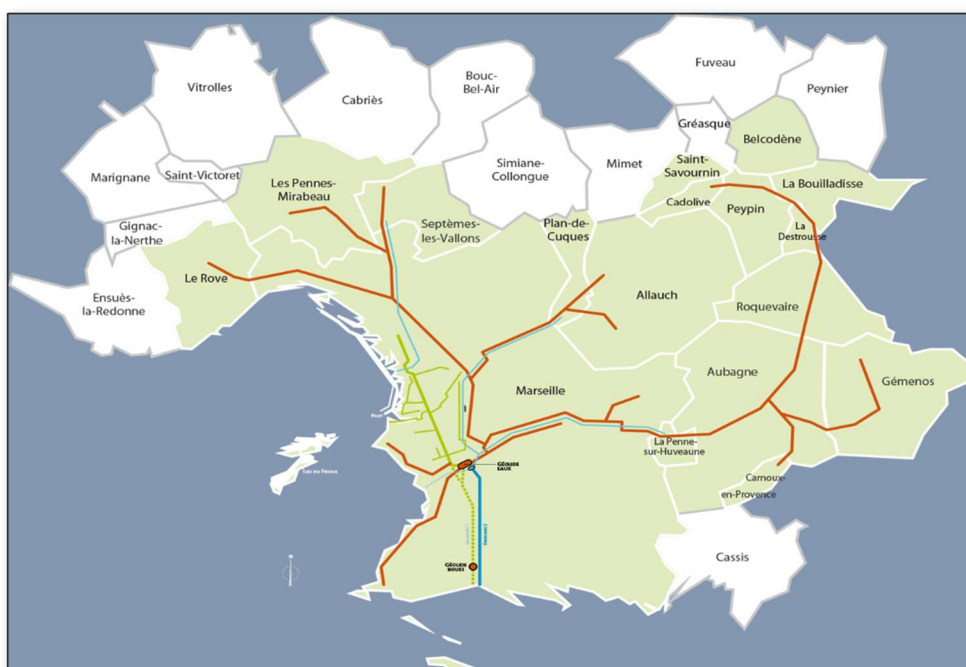 Fuveau
Bouc-
Bel-Air
Vitrolles
Cabriès
Peynier
Gréasque
Belcodène
Simiane-
Collongue
Mimet
Saint-
Savournin
Marignane
Saint-Victoret
Les Pennes-
Mirabeau
La Bouilladisse
Cadolive
Peypin
Gignac-
la-Nerthe
Septèmes-
les-Vallons
Plan-de-
Cuques
La
Destrousse
Le Rove
Ensuès-
la-Redonne
Allauch
Roquevaire
Aubagne
Gémenos
Marseille
La Penne-
sur-Huveaune
GÉOLIDE
EAUX
Carnoux-
en-Provence
Cassis
GÉOLIDE
BOUES
N